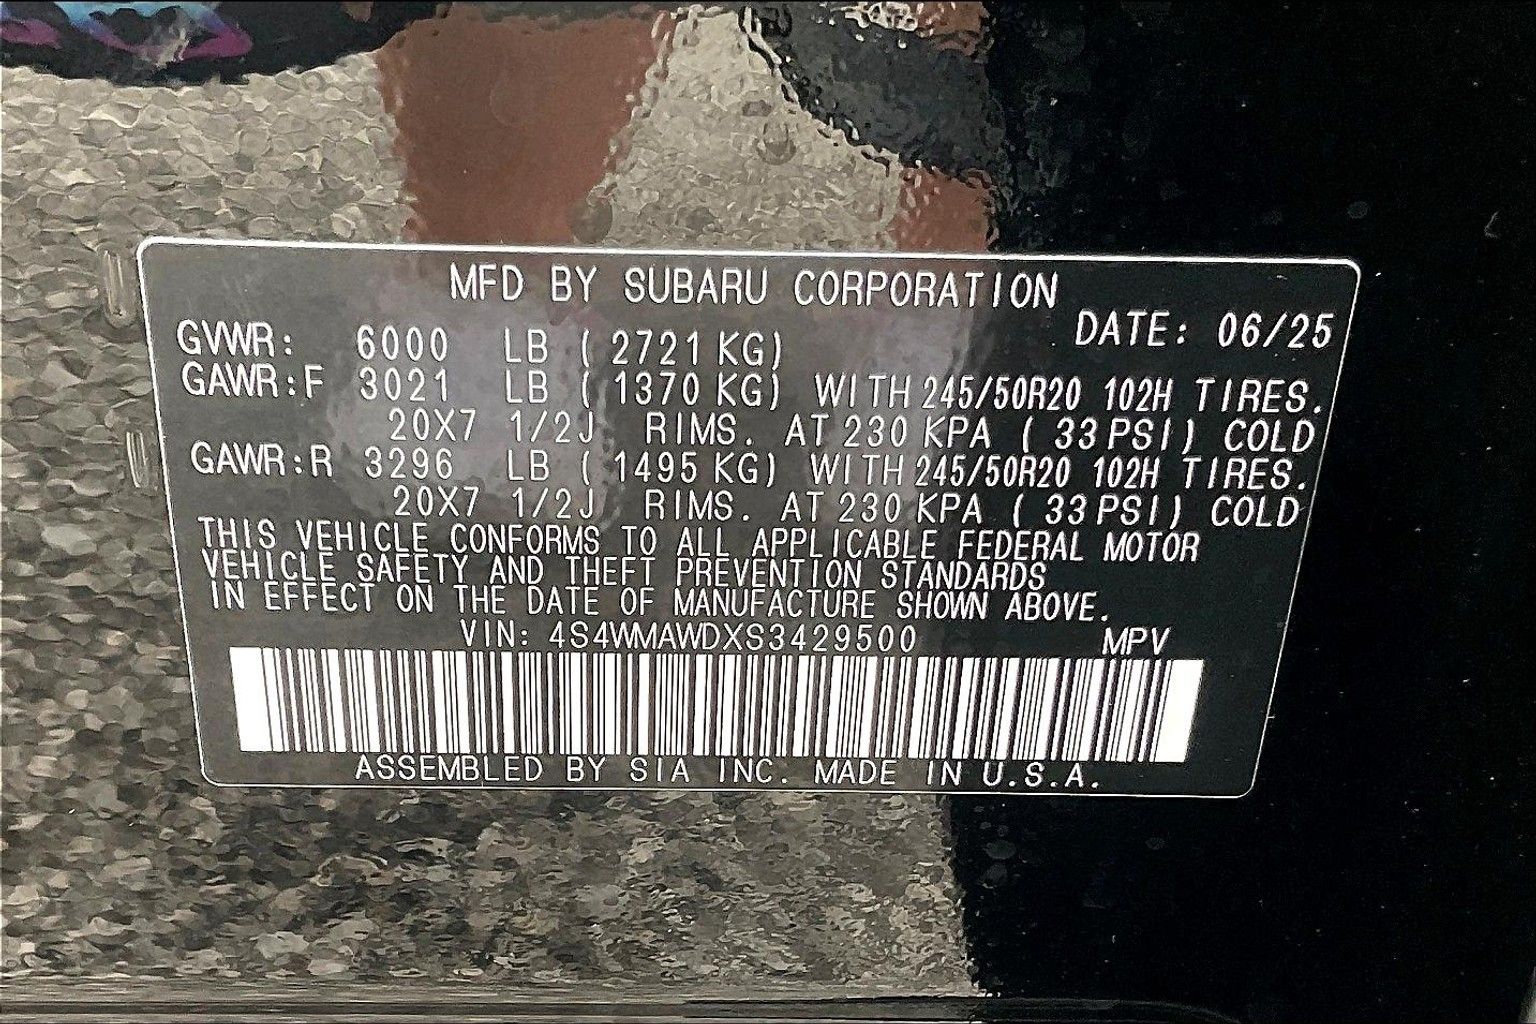 MFD BY SUBARU CORPORATION
DATE: 06/25
GVWR: 6000 LB ( 2721 KG)
GAWR:F 3021 LB ( 1370 KG) WITH 245/50R20 102H TIRES.
20X7 1/2J RIMS. AT 230 KPA ( 33 PSI) COLD
GAWR:R 3296 LB ( 1495 KG) WITH 245/50R20 102H TIRES.
20X7 1/2J RIMS. AT 230 KPA ( 33 PSI) COLD
THIS VEHICLE CONFORMS TO ALL APPLICABLE FEDERAL MOTOR
VEHICLE SAFETY AND THEFT PREVENTION STANDARDS
IN EFFECT ON THE DATE OF MANUFACTURE SHOWN ABOVE.
VIN: 4S4WMAWDXS3429500 MPV
ASSEMBLED BY SIA INC. MADE IN U.S.A.